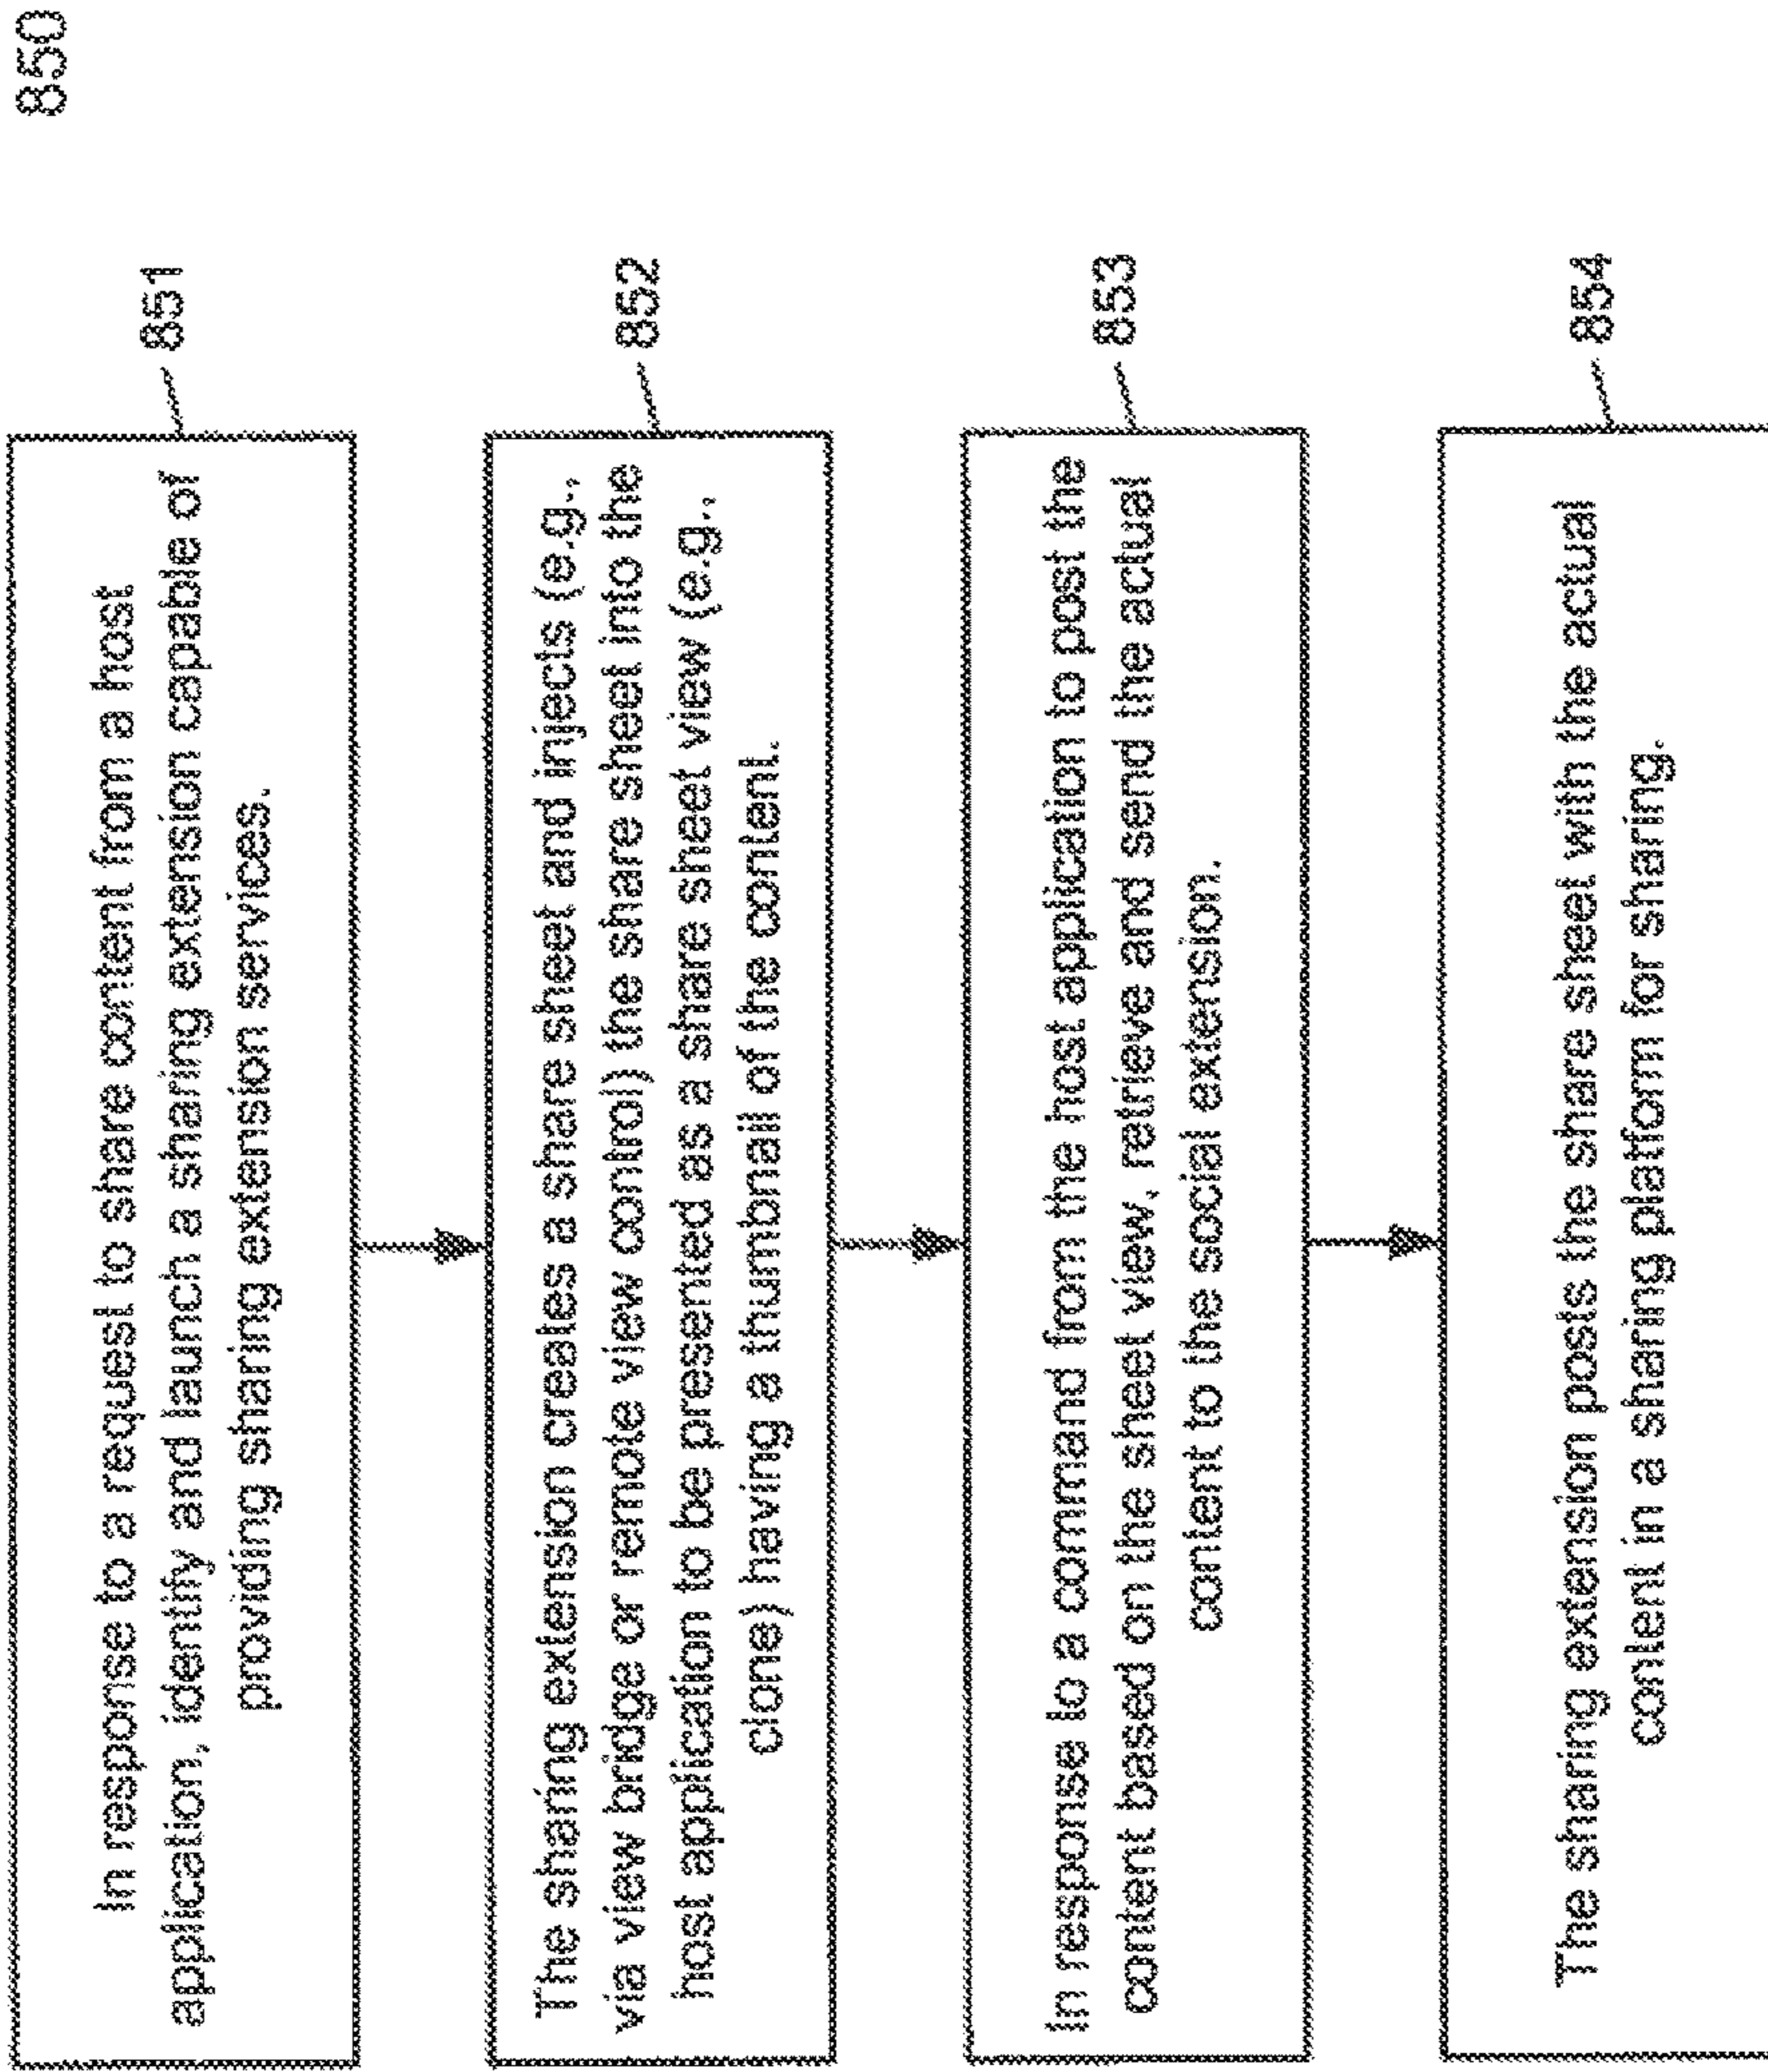 850
In response to a request to share content from a host
application, identify and launch a sharing extension capable of
providing sharing extension services.
851
The sharing extension creates a share sheet and injects (e.g.,
via view bridge or remote view control) the share sheet into the
host application to be presented as a share sheet view (e.g.,
clone) having a thumbnail of the content.
852
In response to a command from the host application to post the
content based on the sheet view, retrieve and send the actual
content to the social extension.
853
The sharing extension posts the share sheet with the actual
content in a sharing platform for sharing.
854